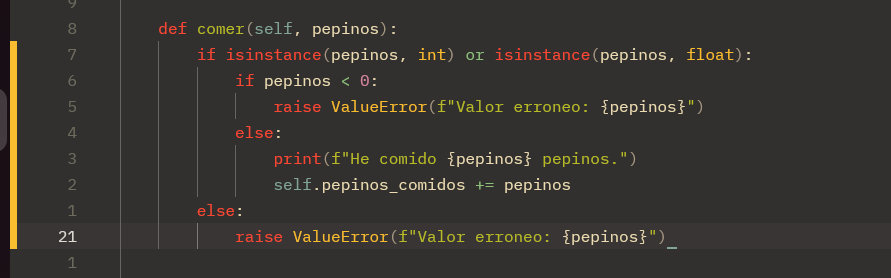 9
8 def comer(self, pepinos):
7 if isinstance(pepinos, int) or isinstance(pepinos, float):
6 if pepinos < 0:
5 raise ValueError(f"Valor erroneo: {pepinos}")
4 else:
3 print(f"He comido {pepinos} pepinos.")
2 self.pepinos_comidos += pepinos
1 else:
21 raise ValueError(f"Valor erroneo: {pepinos}")_
1